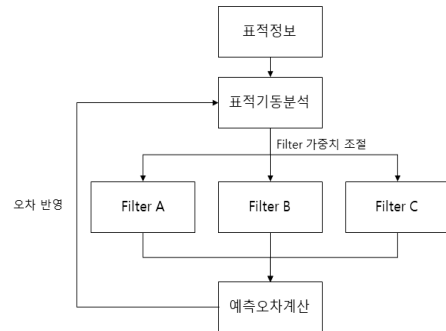 표적정보
표적기동분석
Filter 가중치 조절
오차 반영
Filter A
Filter B
Filter C
예측오차계산